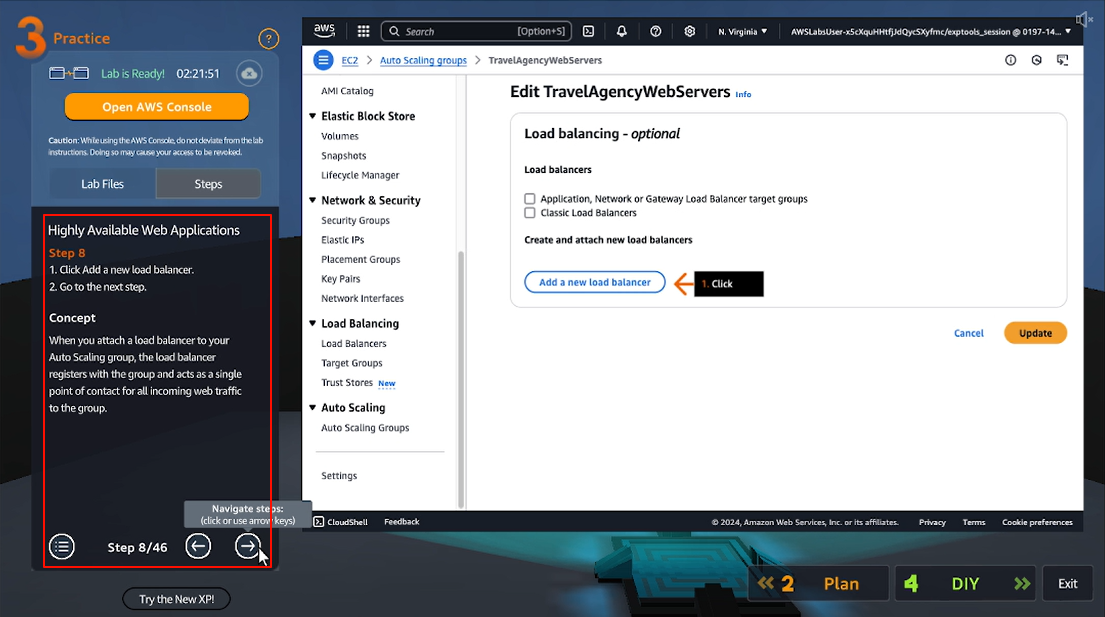 3 Practice
?
Lab is Ready! 02:21:51
Open AWS Console
Caution: While using the AWS Console, do not deviate from the lab
instructions. Doing so may cause your access to be revoked.
Lab Files
Steps
Highly Available Web Applications
Step 8
1. Click Add a new load balancer.
2. Go to the next step.
Concept
When you attach a load balancer to your
Auto Scaling group, the load balancer
registers with the group and acts as a single
point of contact for all incoming web traffic
to the group.
Navigate steps:
(click or use arrow keys)
Step 8/46
Try the New XP!
aws
Search
[Option+S]
N. Virginia
AWSLabsUser-x5cXquHHtfjJdQycSXyfmc/exptools_session @ 0197-14...
EC2 > Auto Scaling groups > TravelAgencyWebServers
AMI Catalog
Elastic Block Store
Volumes
Snapshots
Lifecycle Manager
Network & Security
Security Groups
Elastic IPs
Placement Groups
Key Pairs
Network Interfaces
Load Balancing
Load Balancers
Target Groups
Trust Stores New
Auto Scaling
Auto Scaling Groups
Settings
Edit TravelAgencyWebServers Info
Load balancing - optional
Load balancers
Application, Network or Gateway Load Balancer target groups
Classic Load Balancers
Create and attach new load balancers
Add a new load balancer
1. Click
Cancel
Update
CloudShell
Feedback
© 2024, Amazon Web Services, Inc. or its affiliates.
Privacy
Terms
Cookie preferences
2 Plan
4 DIY
Exit